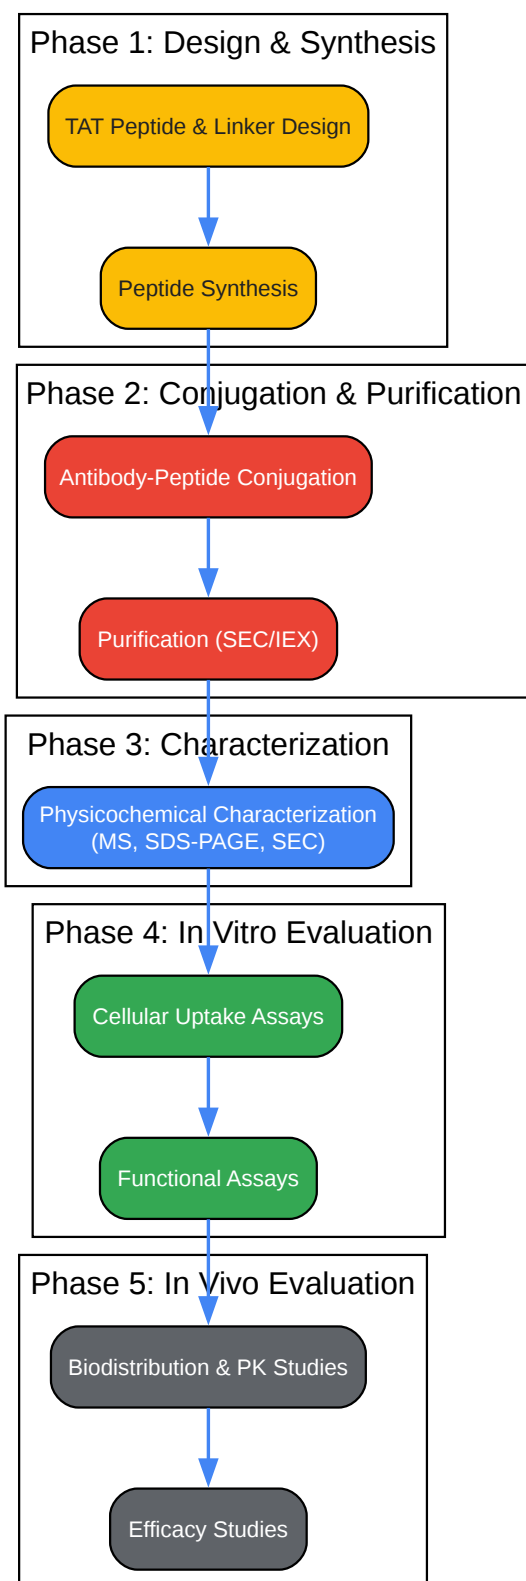 Phase 1: Design & Synthesis
TAT Peptide & Linker Design
Peptide Synthesis
Phase 2: Conjugation & Purification
Antibody-Peptide Conjugation
Purification (SEC/IEX)
Phase 3: Characterization
Physicochemical Characterization
(MS, SDS-PAGE, SEC)
Phase 4: In Vitro Evaluation
Cellular Uptake Assays
Functional Assays
Phase 5: In Vivo Evaluation
Biodistribution & PK Studies
Efficacy Studies